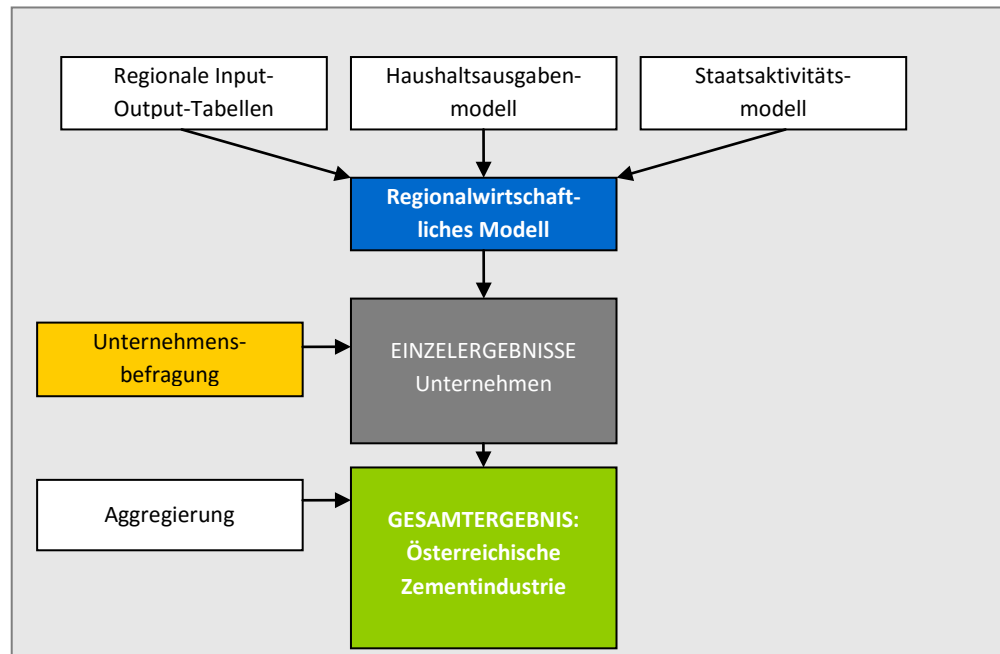 Regionale Input-
Output-Tabellen
Haushaltsausgaben-
modell
Staatsaktivitäts-
modell
Regionalwirtschaft-
liches Modell
Unternehmens-
befragung
EINZELERGEBNISSE
Unternehmen
Aggregierung
GESAMTERGEBNIS:
Österreichische
Zementindustrie